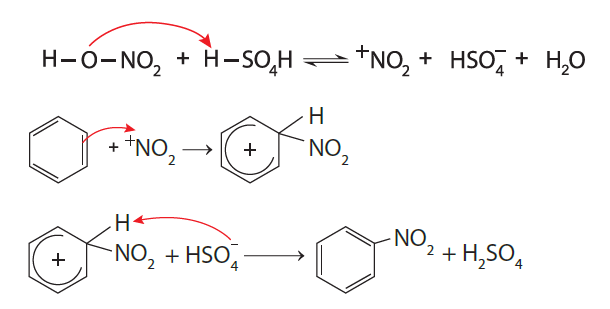 H–O–NO₂ + H–SO₄H ⇌ ⁺NO₂ + HSO₄⁻ + H₂O
+ ⁺NO₂ → + H NO₂
+ H NO₂ + HSO₄⁻ → NO₂ + H₂SO₄